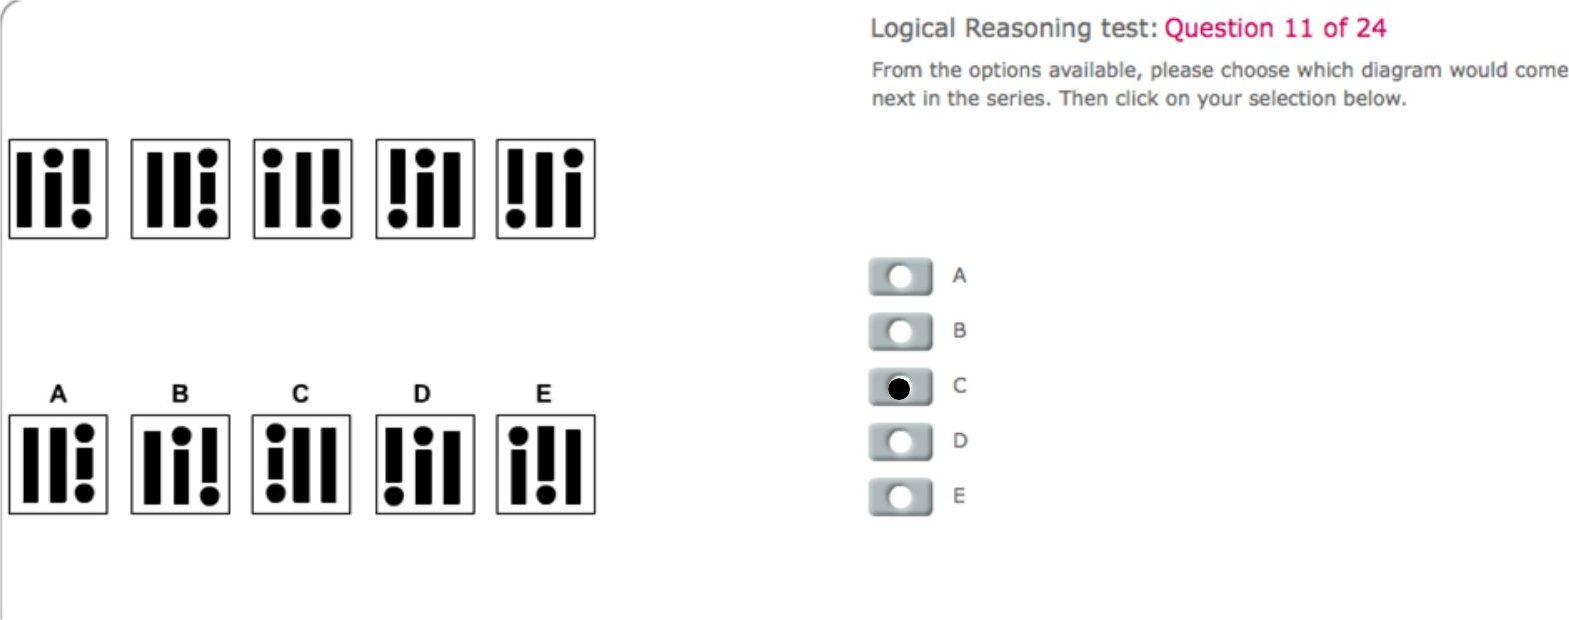 Logical Reasoning test: Question 11 of 24
From the options available, please choose which diagram would come
next in the series. Then click on your selection below.
A
B
C
D
E
A B C D E